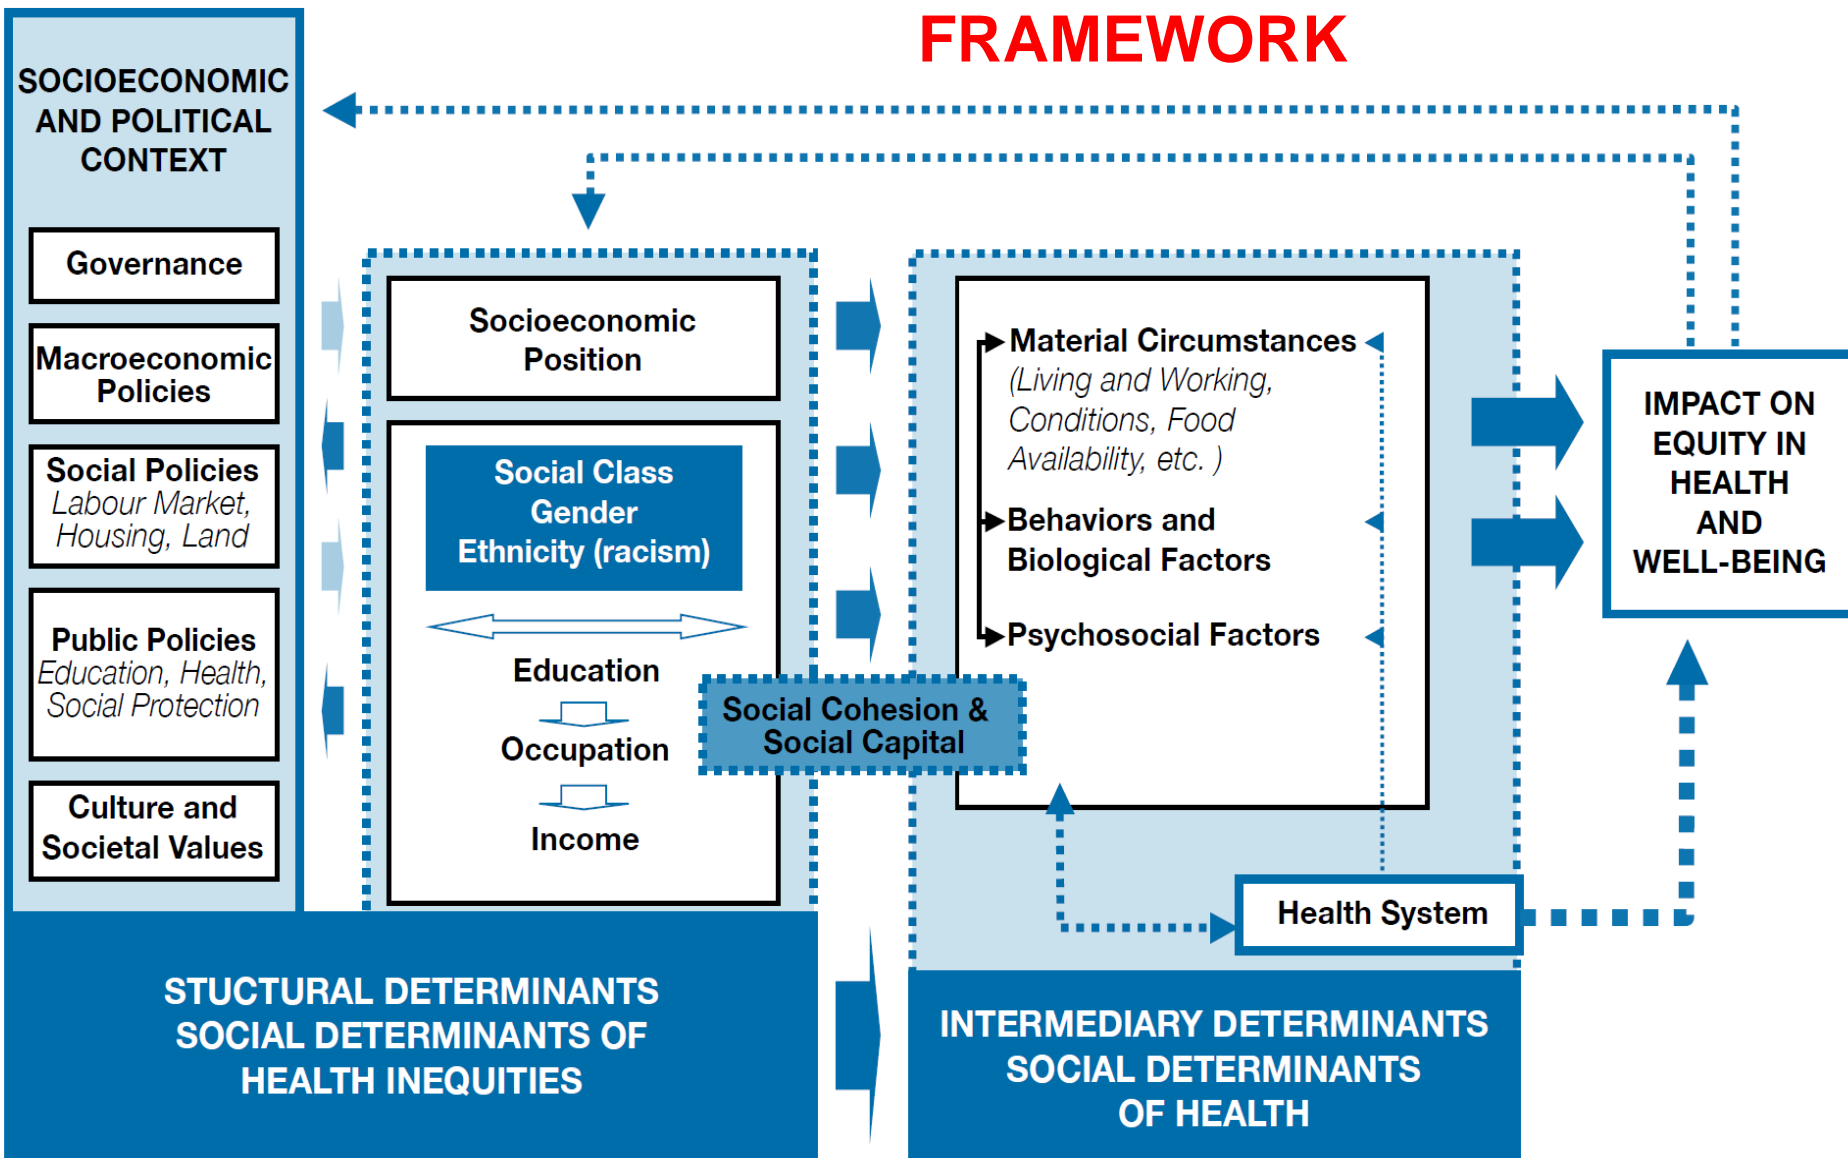 FRAMEWORK
SOCIOECONOMIC
AND POLITICAL
CONTEXT
Governance
Macroeconomic
Policies
Social Policies
Labour Market,
Housing, Land
Public Policies
Education, Health,
Social Protection
Culture and
Societal Values
Socioeconomic
Position
Social Class
Gender
Ethnicity (racism)
Education
Occupation
Income
Social Cohesion &
Social Capital
Material Circumstances
(Living and Working,
Conditions, Food
Availability, etc. )
Behaviors and
Biological Factors
Psychosocial Factors
Health System
IMPACT ON
EQUITY IN
HEALTH
AND
WELL-BEING
STUCTURAL DETERMINANTS
SOCIAL DETERMINANTS OF
HEALTH INEQUITIES
INTERMEDIARY DETERMINANTS
SOCIAL DETERMINANTS
OF HEALTH